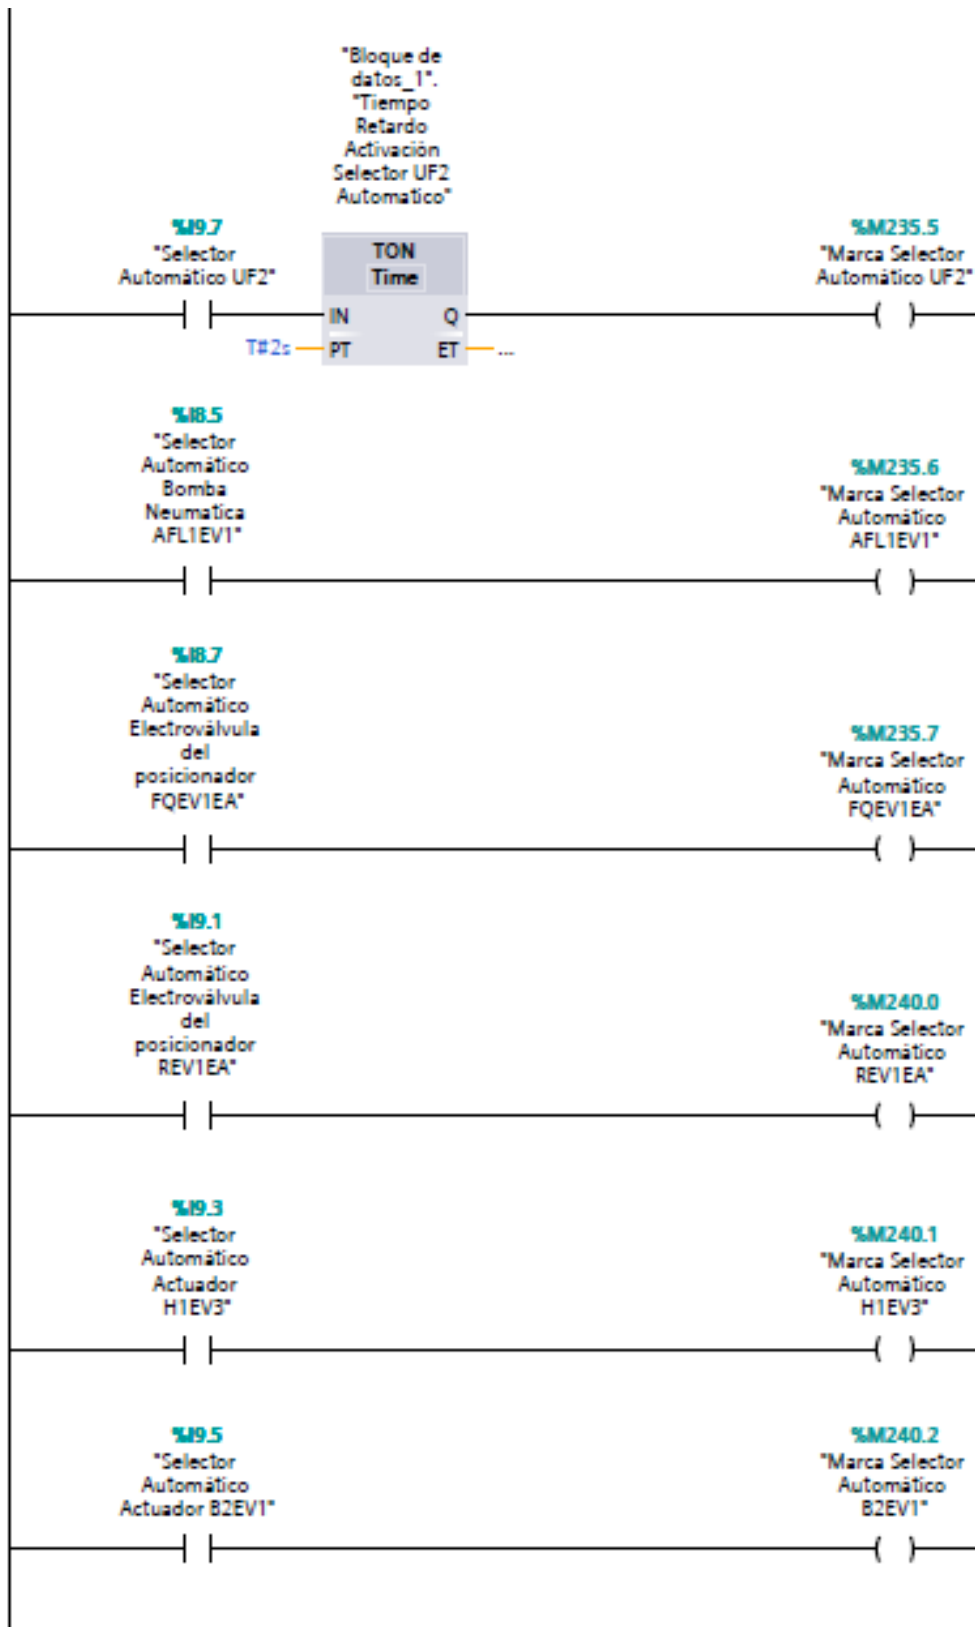 "Bloque de
datos_1".
"Tiempo
Retardo
Activación
Selector UF2
Automatico"
%I9.7
"Selector
Automático UF2"
TON
Time
IN
Q
T#2s
PT
ET
...
%M235.5
"Marca Selector
Automático UF2"
%I8.5
"Selector
Automático
Bomba
Neumatica
AFL1EV1"
%M235.6
"Marca Selector
Automático
AFL1EV1"
%I8.7
"Selector
Automático
Electroválvula
del
posicionador
FQEV1EA"
%M235.7
"Marca Selector
Automático
FQEV1EA"
%I9.1
"Selector
Automático
Electroválvula
del
posicionador
REV1EA"
%M240.0
"Marca Selector
Automático
REV1EA"
%I9.3
"Selector
Automático
Actuador
H1EV3"
%M240.1
"Marca Selector
Automático
H1EV3"
%I9.5
"Selector
Automático
Actuador B2EV1"
%M240.2
"Marca Selector
Automático
B2EV1"